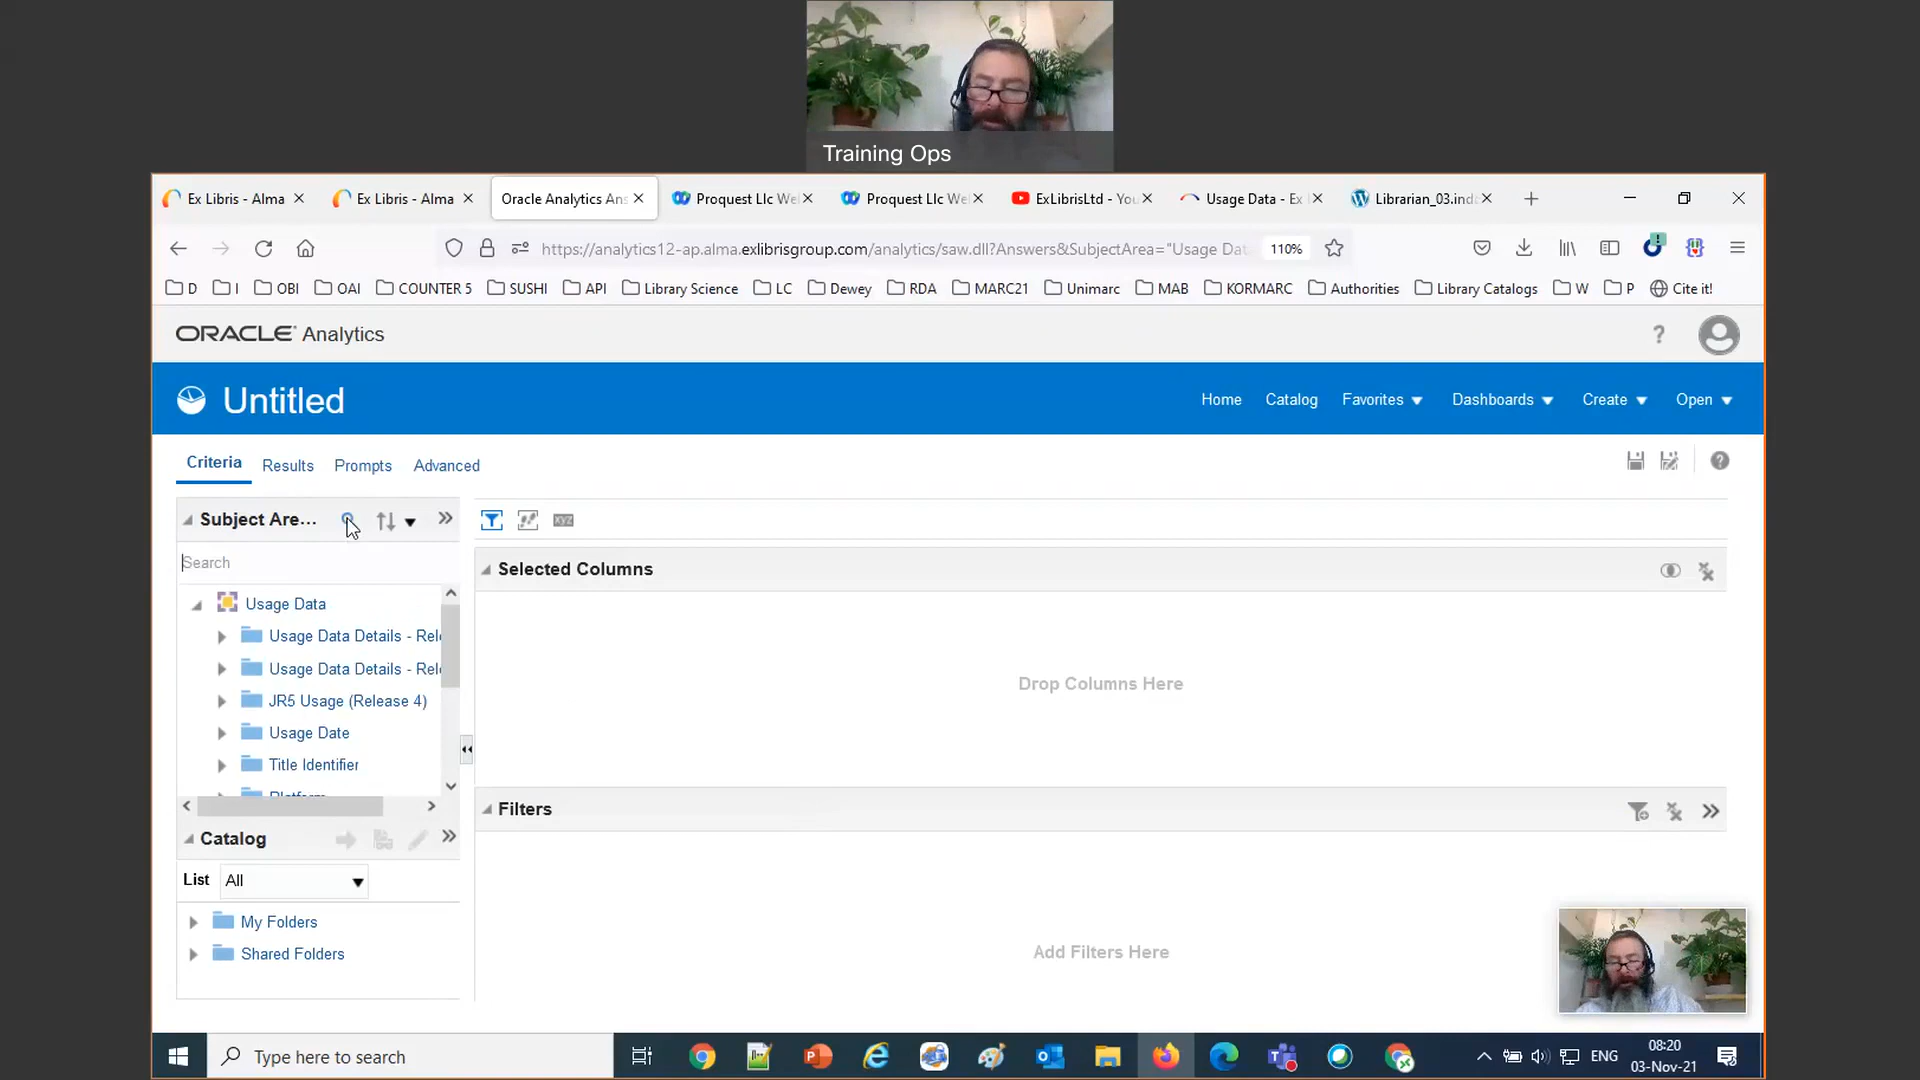 Training Ops
Ex Libris - Alma
Ex Libris - Alma
Oracle Analytics Ans
Proquest Llc We
Proquest Llc We
ExLibrisLtd - You
Usage Data - Ex
Librarian_03.ind
https://analytics12-ap.alma.exlibrisgroup.com/analytics/saw.dll?Answers&SubjectArea="Usage Dat
110%
D
I
OBI
OAI
COUNTER 5
SUSHI
API
Library Science
LC
Dewey
RDA
MARC21
Unimarc
MAB
KORMARC
Authorities
Library Catalogs
W
P
Cite it!
ORACLE Analytics
Untitled
Home
Catalog
Favorites
Dashboards
Create
Open
Criteria
Results
Prompts
Advanced
Subject Are...
Search
Usage Data
Usage Data Details - Rele
Usage Data Details - Rele
JR5 Usage (Release 4)
Usage Date
Title Identifier
Platform
Catalog
List All
My Folders
Shared Folders
XYZ
Selected Columns
Drop Columns Here
Filters
Add Filters Here
Type here to search
ENG
08:20
03-Nov-21